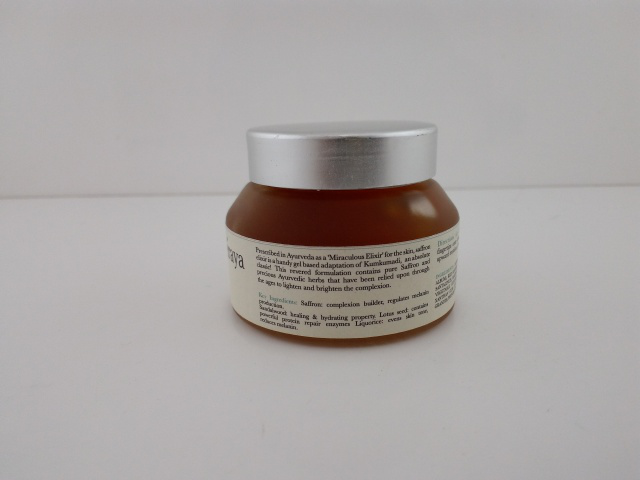 Prescribed in Ayurveda as a 'Miraculous Elixir' for the skin, saffron
elixir is a handy gel based adaptation of Kumkumadi, an absolute
classic! This revered formulation contains pure Saffron and
precious Ayurvedic herbs that have been relied upon through
the ages to lighten and brighten the complexion.
Key Ingredients: Saffron: complexion builder, regulates melanin
production.
Sandalwood: healing & hydrating property. Lotus seed: contains
powerful protein repair enzymes Liquorice: evens skin tone,
reduces melanin.